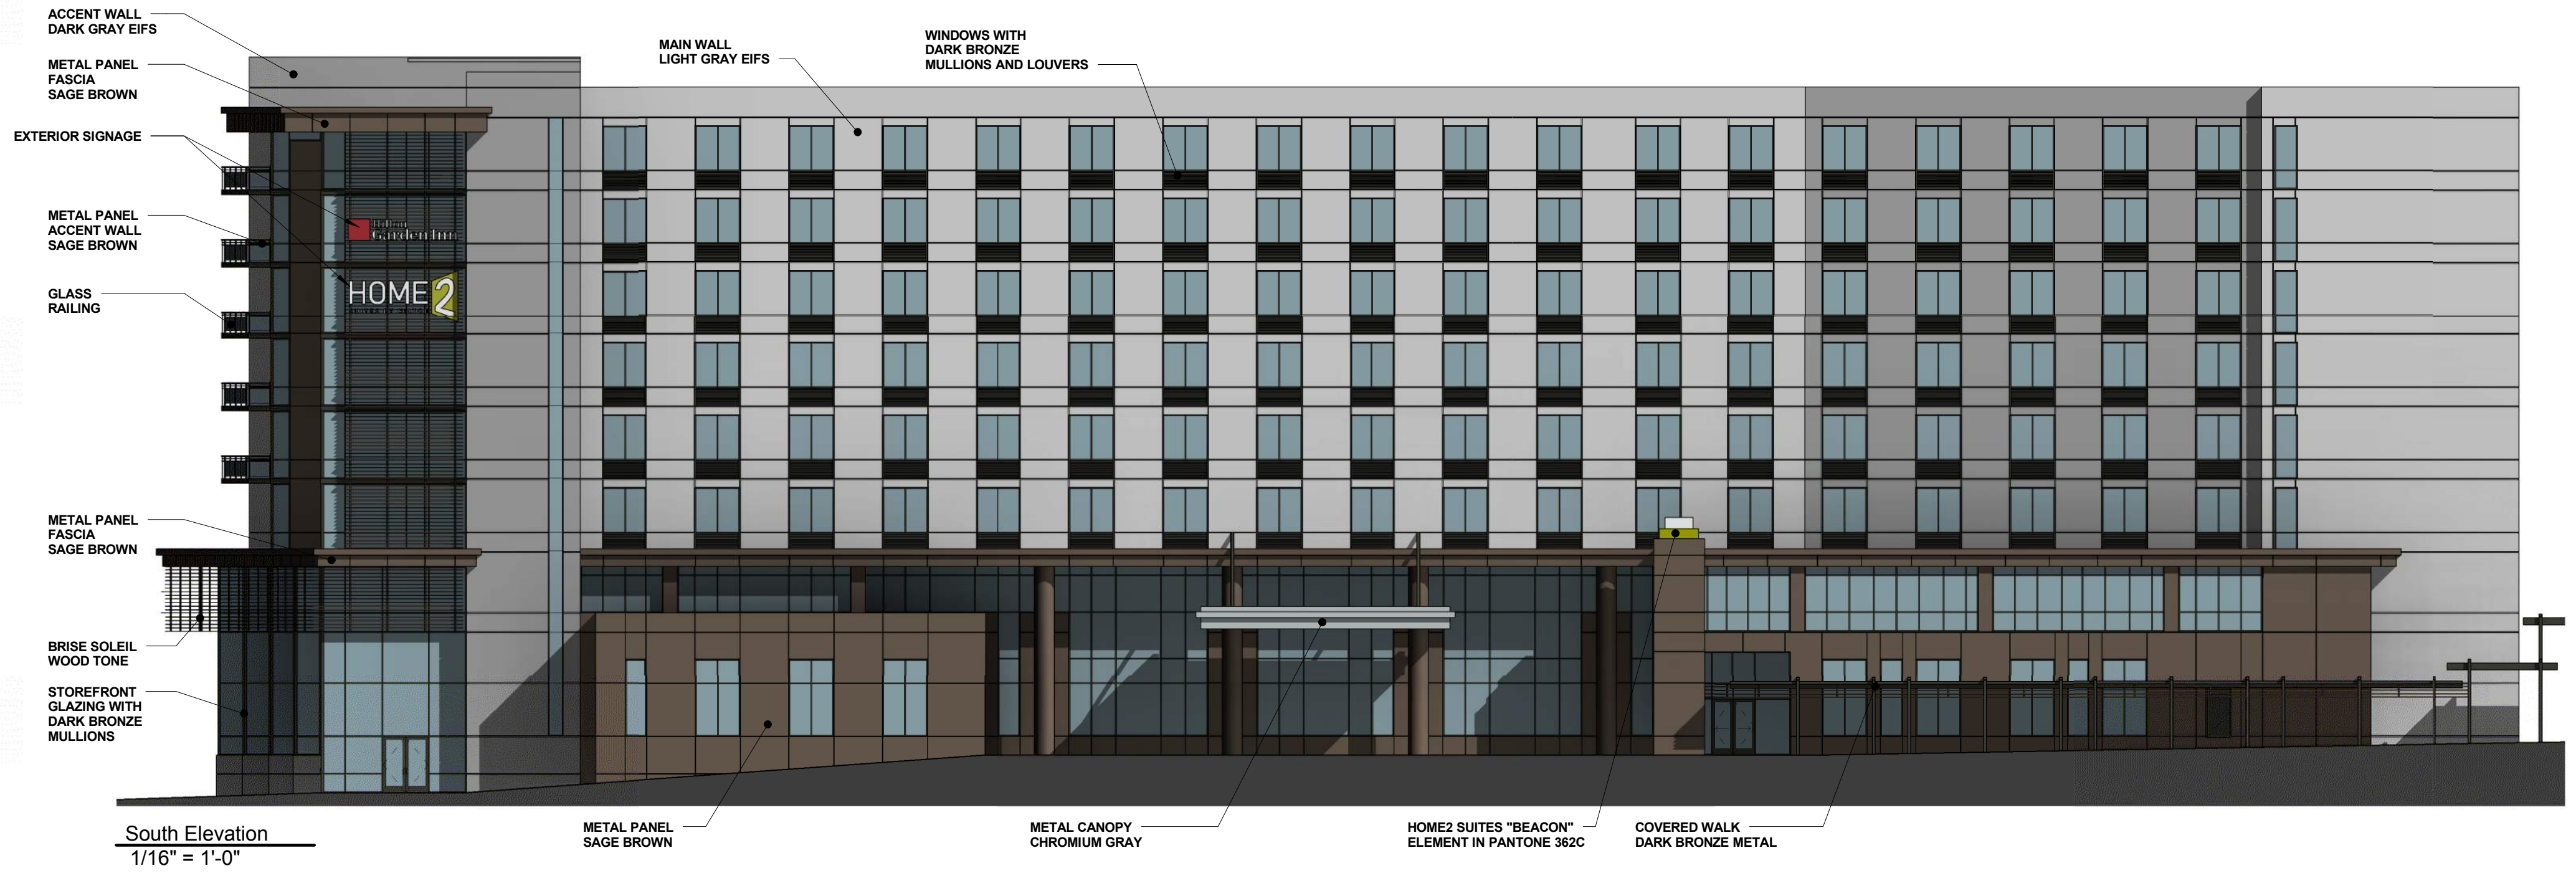 ACCENT WALL
DARK GRAY EIFS
METAL PANEL
FASCIA
SAGE BROWN
EXTERIOR SIGNAGE
METAL PANEL
ACCENT WALL
SAGE BROWN
GLASS
RAILING
METAL PANEL
FASCIA
SAGE BROWN
BRISE SOLEIL
WOOD TONE
STOREFRONT
GLAZING WITH
DARK BRONZE
MULLIONS
MAIN WALL
LIGHT GRAY EIFS
WINDOWS WITH
DARK BRONZE
MULLIONS AND LOUVERS
Hilton
Garden Inn
HOME2
METAL PANEL
SAGE BROWN
METAL CANOPY
CHROMIUM GRAY
HOME2 SUITES "BEACON"
ELEMENT IN PANTONE 362C
COVERED WALK
DARK BRONZE METAL
South Elevation
1/16" = 1'-0"